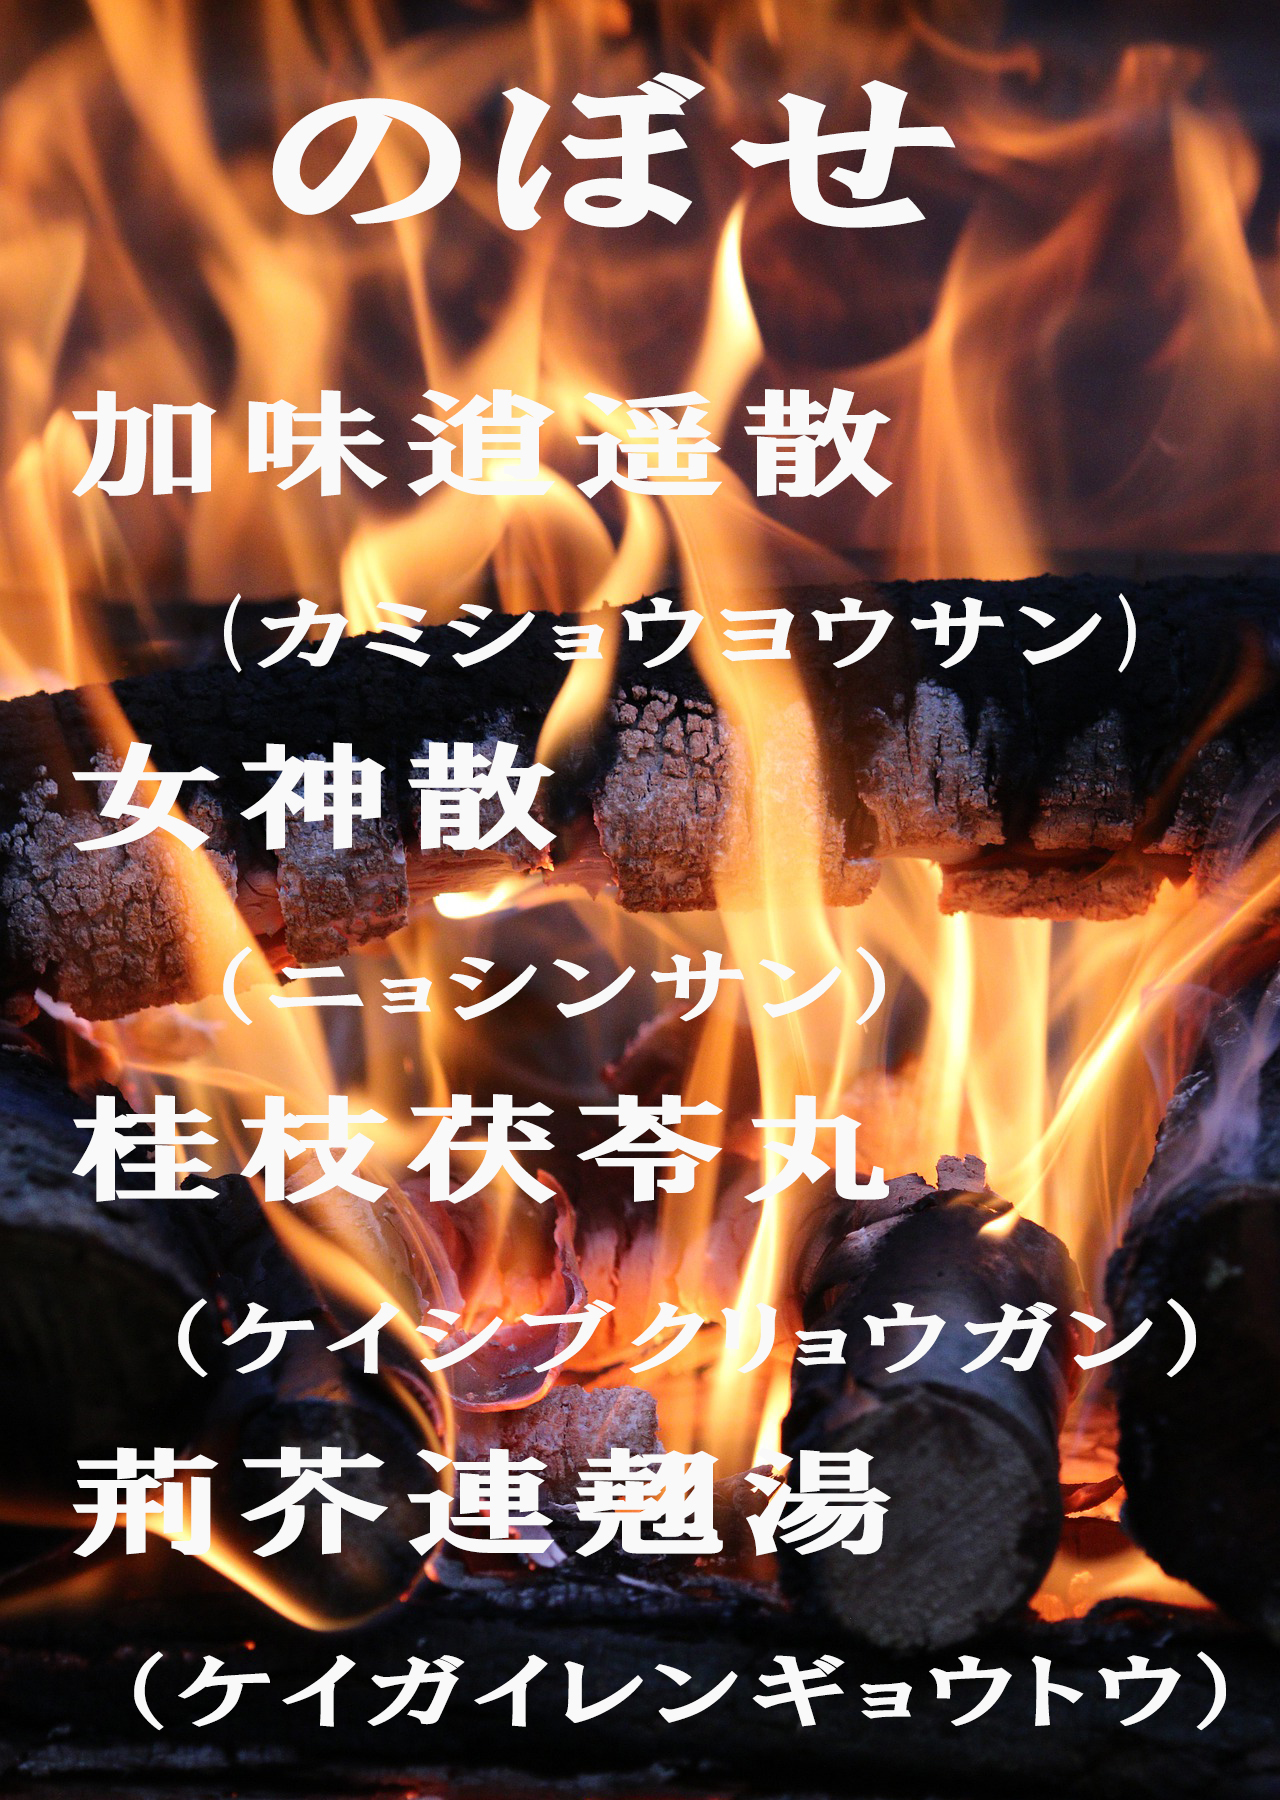 のぼせ
加味逍遥散
(カミショウヨウサン)
女神散
（ニョシンサン）
桂枝茯苓丸
（ケイシブクリョウガン）
荊芥連翹湯
（ケイガイレンギョウトウ）